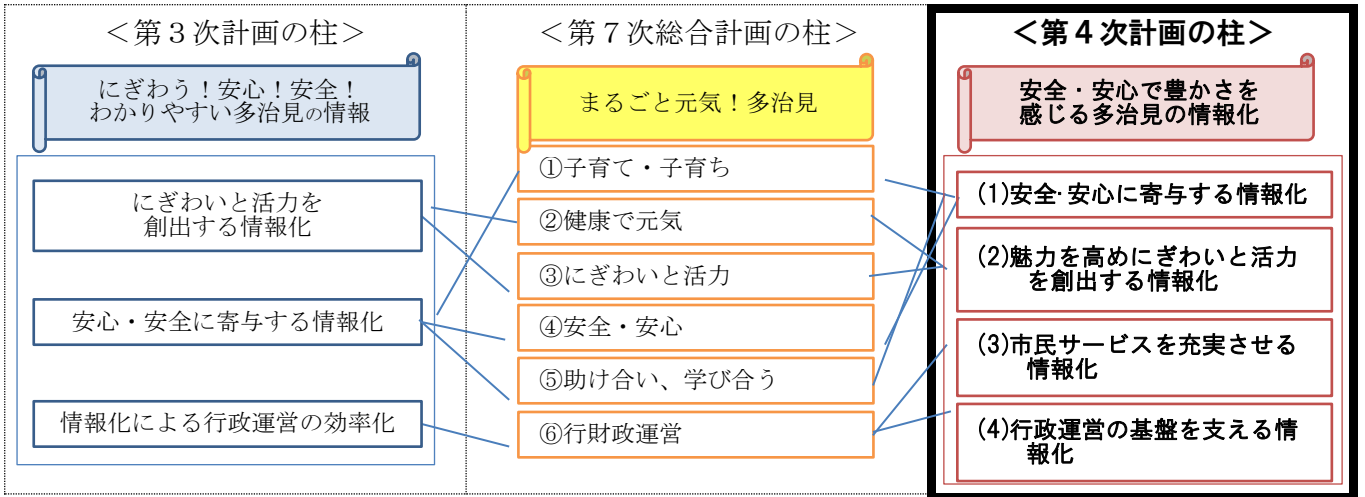 ＜第３次計画の柱＞
にぎわう！安心！安全！
わかりやすい多治見の情報
にぎわいと活力を
創出する情報化
安心・安全に寄与する情報化
情報化による行政運営の効率化
＜第７次総合計画の柱＞
まるごと元気！多治見
①子育て・子育ち
②健康で元気
③にぎわいと活力
④安全・安心
⑤助け合い、学び合う
⑥行財政運営
＜第４次計画の柱＞
安全・安心で豊かさを
感じる多治見の情報化
(1)安全･安心に寄与する情報化
(2)魅力を高めにぎわいと活力
を創出する情報化
(3)市民サービスを充実させる
情報化
(4)行政運営の基盤を支える情
報化